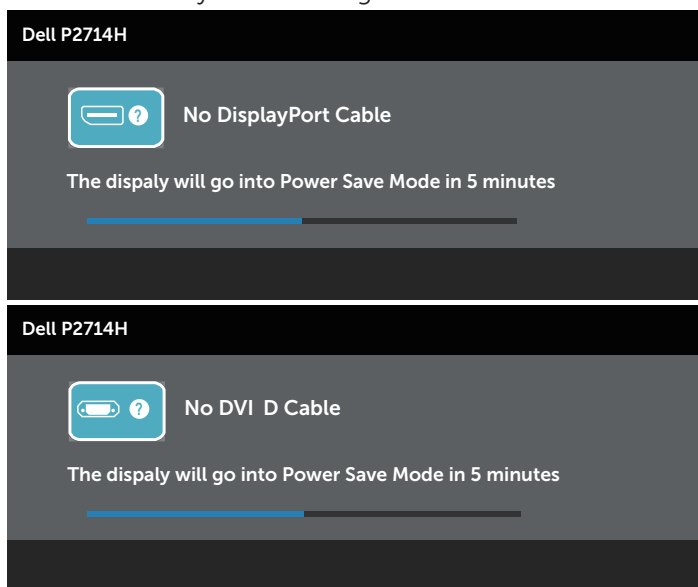 Dell P2714H
No DisplayPort Cable
The dispaly will go into Power Save Mode in 5 minutes
Dell P2714H
No DVI D Cable
The dispaly will go into Power Save Mode in 5 minutes